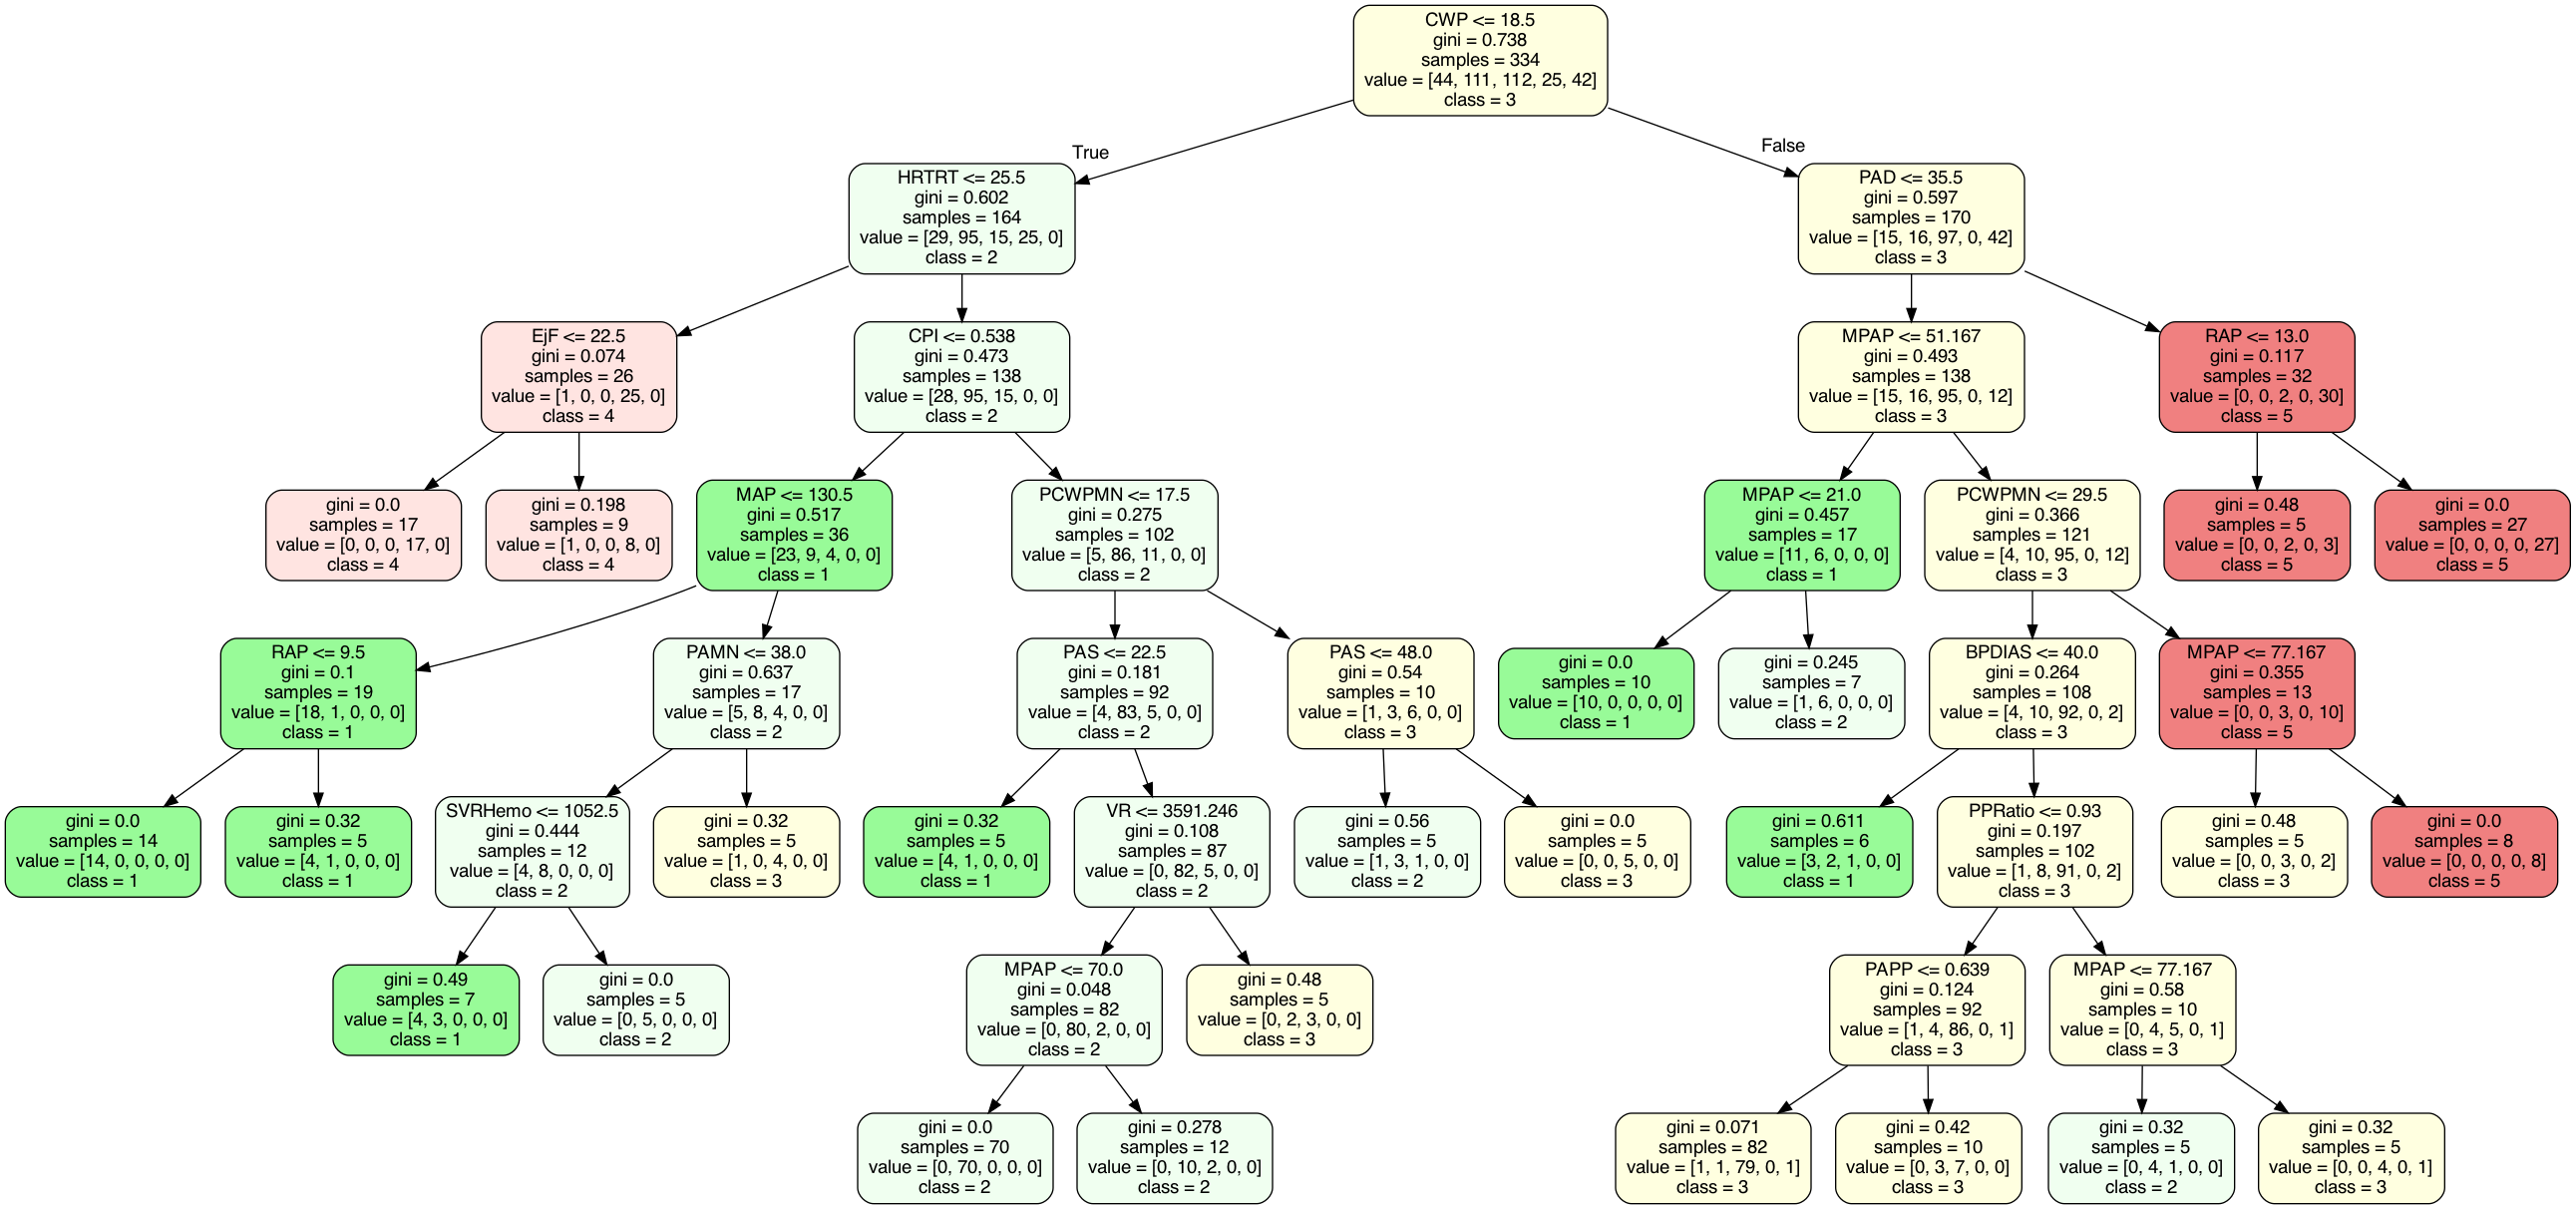 CWP <= 18.5
gini = 0.738
samples = 334
value = [44, 111, 112, 25, 42]
class = 3
True
False
HRTRT <= 25.5
gini = 0.602
samples = 164
value = [29, 95, 15, 25, 0]
class = 2
PAD <= 35.5
gini = 0.597
samples = 170
value = [15, 16, 97, 0, 42]
class = 3
EjF <= 22.5
gini = 0.074
samples = 26
value = [1, 0, 0, 25, 0]
class = 4
CPI <= 0.538
gini = 0.473
samples = 138
value = [28, 95, 15, 0, 0]
class = 2
MPAP <= 51.167
gini = 0.493
samples = 138
value = [15, 16, 95, 0, 12]
class = 3
RAP <= 13.0
gini = 0.117
samples = 32
value = [0, 0, 2, 0, 30]
class = 5
gini = 0.0
samples = 17
value = [0, 0, 0, 17, 0]
class = 4
gini = 0.198
samples = 9
value = [1, 0, 0, 8, 0]
class = 4
MAP <= 130.5
gini = 0.517
samples = 36
value = [23, 9, 4, 0, 0]
class = 1
PCWPMN <= 17.5
gini = 0.275
samples = 102
value = [5, 86, 11, 0, 0]
class = 2
MPAP <= 21.0
gini = 0.457
samples = 17
value = [11, 6, 0, 0, 0]
class = 1
PCWPMN <= 29.5
gini = 0.366
samples = 121
value = [4, 10, 95, 0, 12]
class = 3
gini = 0.48
samples = 5
value = [0, 0, 2, 0, 3]
class = 5
gini = 0.0
samples = 27
value = [0, 0, 0, 0, 27]
class = 5
RAP <= 9.5
gini = 0.1
samples = 19
value = [18, 1, 0, 0, 0]
class = 1
PAMN <= 38.0
gini = 0.637
samples = 17
value = [5, 8, 4, 0, 0]
class = 2
PAS <= 22.5
gini = 0.181
samples = 92
value = [4, 83, 5, 0, 0]
class = 2
PAS <= 48.0
gini = 0.54
samples = 10
value = [1, 3, 6, 0, 0]
class = 3
gini = 0.0
samples = 10
value = [10, 0, 0, 0, 0]
class = 1
gini = 0.245
samples = 7
value = [1, 6, 0, 0, 0]
class = 2
BPDIAS <= 40.0
gini = 0.264
samples = 108
value = [4, 10, 92, 0, 2]
class = 3
MPAP <= 77.167
gini = 0.355
samples = 13
value = [0, 0, 3, 0, 10]
class = 5
gini = 0.0
samples = 14
value = [14, 0, 0, 0, 0]
class = 1
gini = 0.32
samples = 5
value = [4, 1, 0, 0, 0]
class = 1
SVRHemo <= 1052.5
gini = 0.444
samples = 12
value = [4, 8, 0, 0, 0]
class = 2
gini = 0.32
samples = 5
value = [1, 0, 4, 0, 0]
class = 3
gini = 0.32
samples = 5
value = [4, 1, 0, 0, 0]
class = 1
VR <= 3591.246
gini = 0.108
samples = 87
value = [0, 82, 5, 0, 0]
class = 2
gini = 0.56
samples = 5
value = [1, 3, 1, 0, 0]
class = 2
gini = 0.0
samples = 5
value = [0, 0, 5, 0, 0]
class = 3
gini = 0.611
samples = 6
value = [3, 2, 1, 0, 0]
class = 1
PPRatio <= 0.93
gini = 0.197
samples = 102
value = [1, 8, 91, 0, 2]
class = 3
gini = 0.48
samples = 5
value = [0, 0, 3, 0, 2]
class = 3
gini = 0.0
samples = 8
value = [0, 0, 0, 0, 8]
class = 5
gini = 0.49
samples = 7
value = [4, 3, 0, 0, 0]
class = 1
gini = 0.0
samples = 5
value = [0, 5, 0, 0, 0]
class = 2
MPAP <= 70.0
gini = 0.048
samples = 82
value = [0, 80, 2, 0, 0]
class = 2
gini = 0.48
samples = 5
value = [0, 2, 3, 0, 0]
class = 3
PAPP <= 0.639
gini = 0.124
samples = 92
value = [1, 4, 86, 0, 1]
class = 3
MPAP <= 77.167
gini = 0.58
samples = 10
value = [0, 4, 5, 0, 1]
class = 3
gini = 0.0
samples = 70
value = [0, 70, 0, 0, 0]
class = 2
gini = 0.278
samples = 12
value = [0, 10, 2, 0, 0]
class = 2
gini = 0.071
samples = 82
value = [1, 1, 79, 0, 1]
class = 3
gini = 0.42
samples = 10
value = [0, 3, 7, 0, 0]
class = 3
gini = 0.32
samples = 5
value = [0, 4, 1, 0, 0]
class = 2
gini = 0.32
samples = 5
value = [0, 0, 4, 0, 1]
class = 3